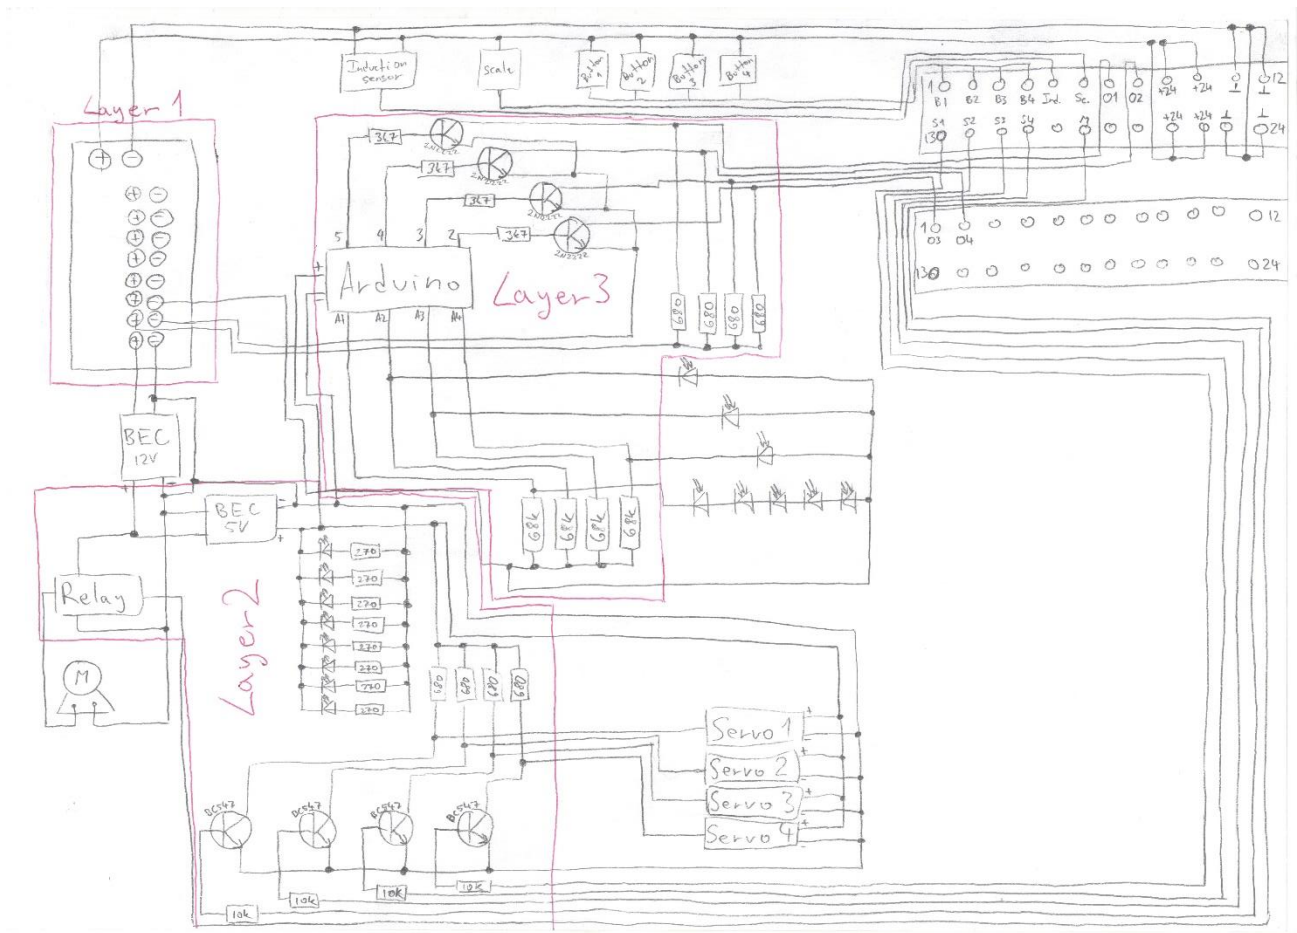 Induction
sensor
scale
Button
1
Button
2
Button
3
Button
4
Layer 1
+
-
1
B1
B2
B3
B4
Ind.
Sc.
O1
O2
+24
+24
⊥
⊥
12
13
S1
S2
S3
S4
+24
+24
⊥
24
1
O3
O4
12
13
24
367
2N2222
367
2N2222
367
2N2222
367
2N2222
5
4
3
2
Arduino
A1
A2
A3
A4
Layer 3
680
680
680
680
BEC
12V
BEC
5V
Relay
M
Layer 2
270
270
270
270
270
270
270
270
68k
68k
68k
68k
680
680
680
680
Servo 1
Servo 2
Servo 3
Servo 4
BC547
BC547
BC547
BC547
10k
10k
10k
10k